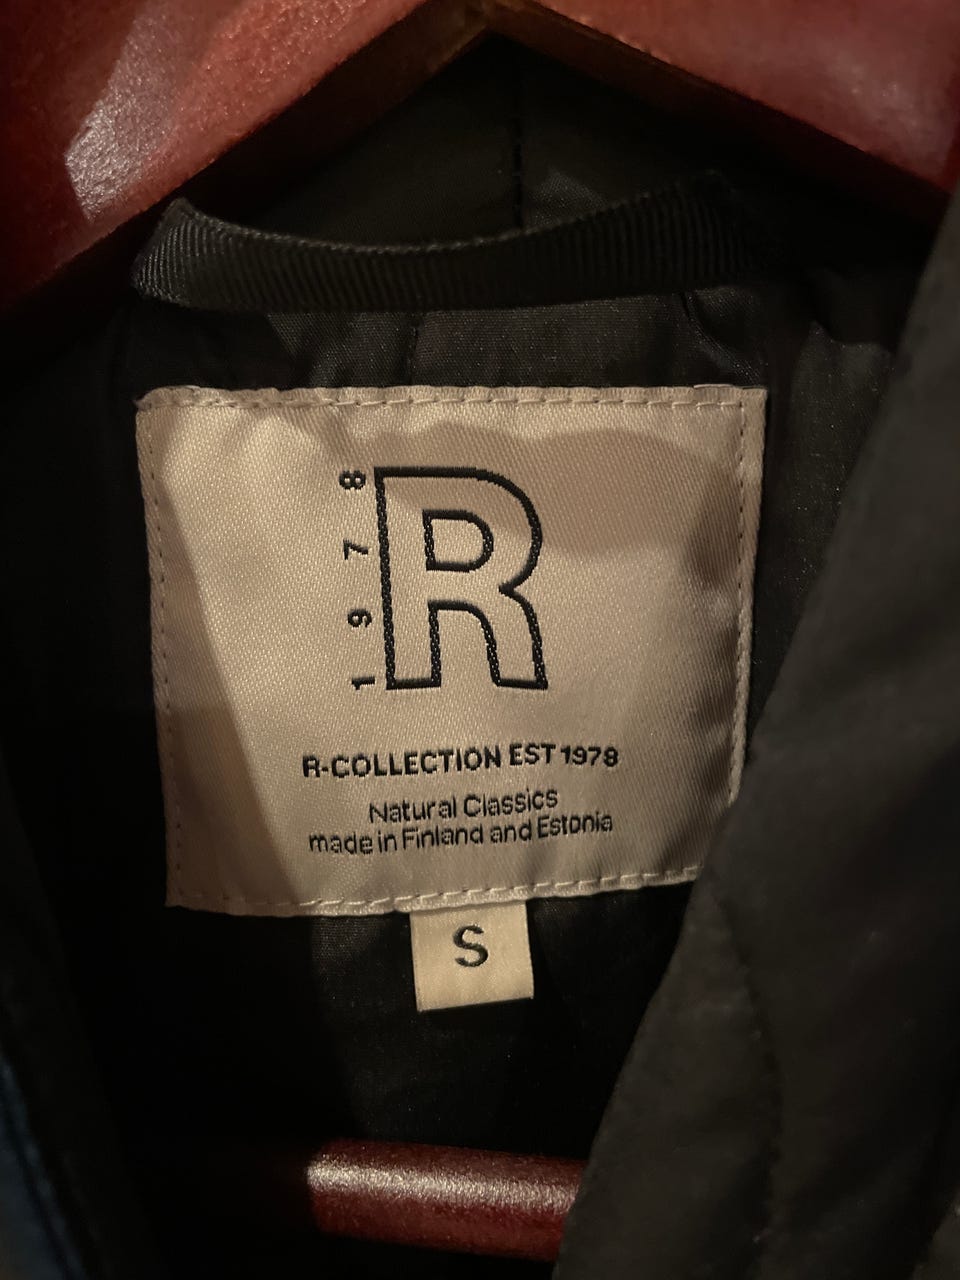 1978
R
R-COLLECTION EST 1978
Natural Classics
made in Finland and Estonia
S